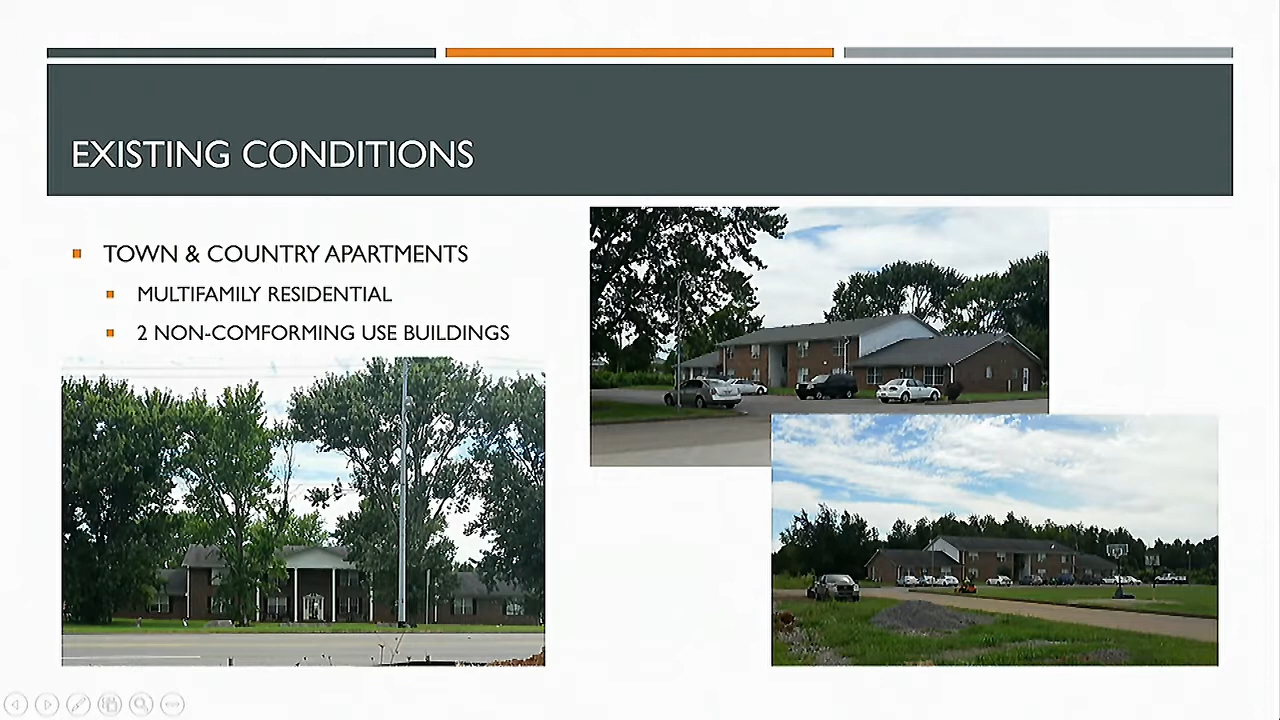 EXISTING CONDITIONS
TOWN & COUNTRY APARTMENTS
MULTIFAMILY RESIDENTIAL
2 NON-COMFORMING USE BUILDINGS